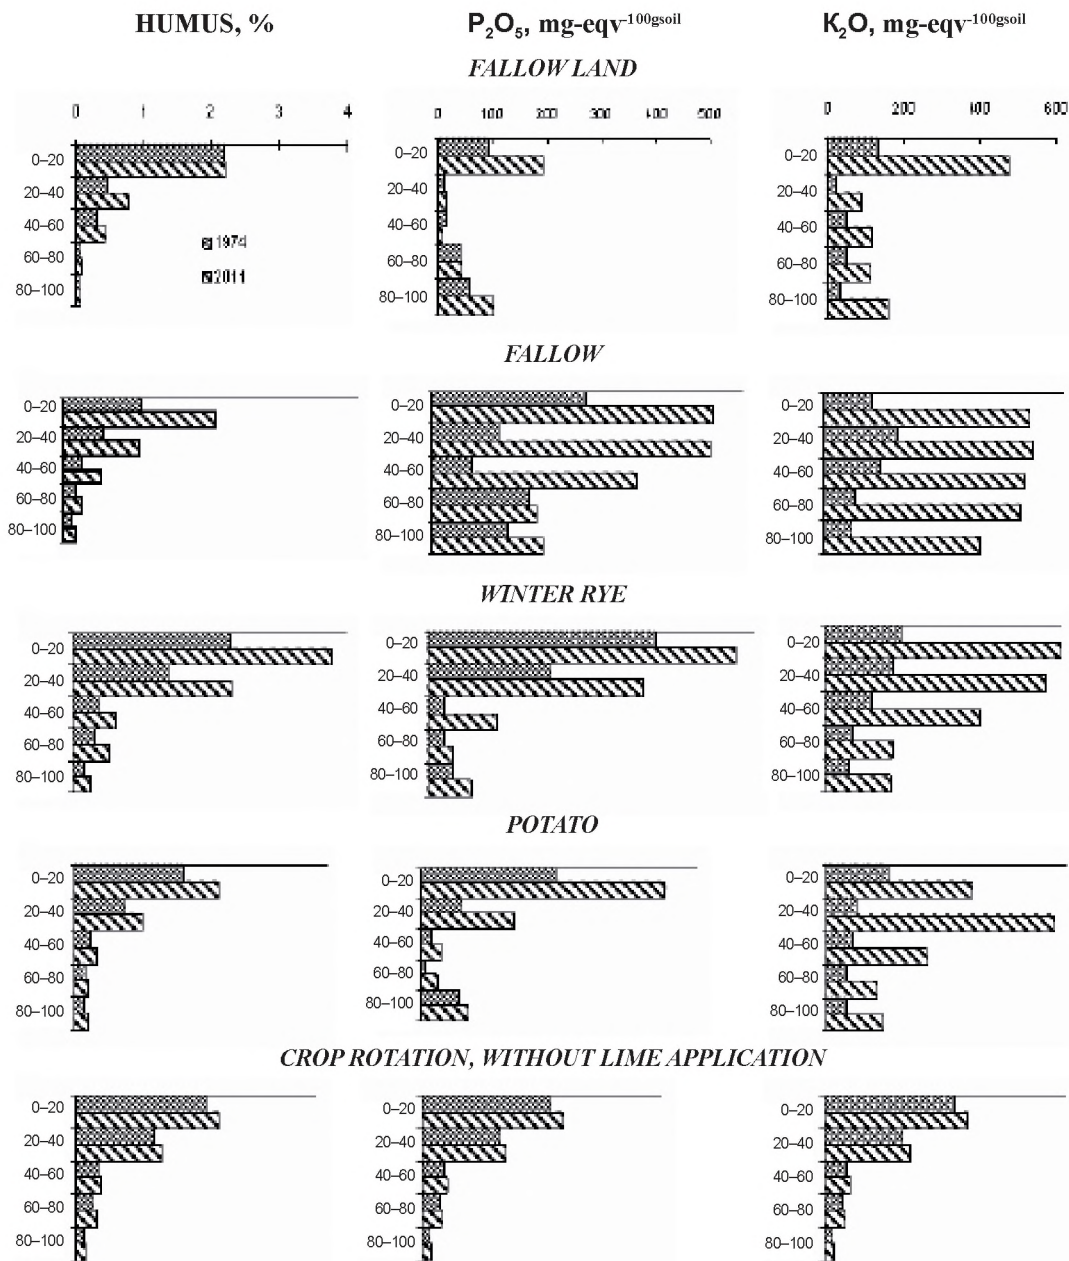 HUMUS, % P₂O₅, mg-eqv⁻¹⁰⁰ᵍˢᵒⁱˡ K₂O, mg-eqv⁻¹⁰⁰ᵍˢᵒⁱˡ
FALLOW LAND
0 1 2 3 4 0 100 200 300 400 500 0 200 400 600
0–20 0–20 0–20
20–40 20–40 20–40
40–60 40–60 40–60
1974
60–80 60–80 60–80
2011
80–100 80–100 80–100
FALLOW
0–20 0–20 0–20
20–40 20–40 20–40
40–60 40–60 40–60
60–80 60–80 60–80
80–100 80–100 80–100
WINTER RYE
0–20 0–20 0–20
20–40 20–40 20–40
40–60 40–60 40–60
60–80 60–80 60–80
80–100 80–100 80–100
POTATO
0–20 0–20 0–20
20–40 20–40 20–40
40–60 40–60 40–60
60–80 60–80 60–80
80–100 80–100 80–100
CROP ROTATION, WITHOUT LIME APPLICATION
0–20 0–20 0–20
20–40 20–40 20–40
40–60 40–60 40–60
60–80 60–80 60–80
80–100 80–100 80–100